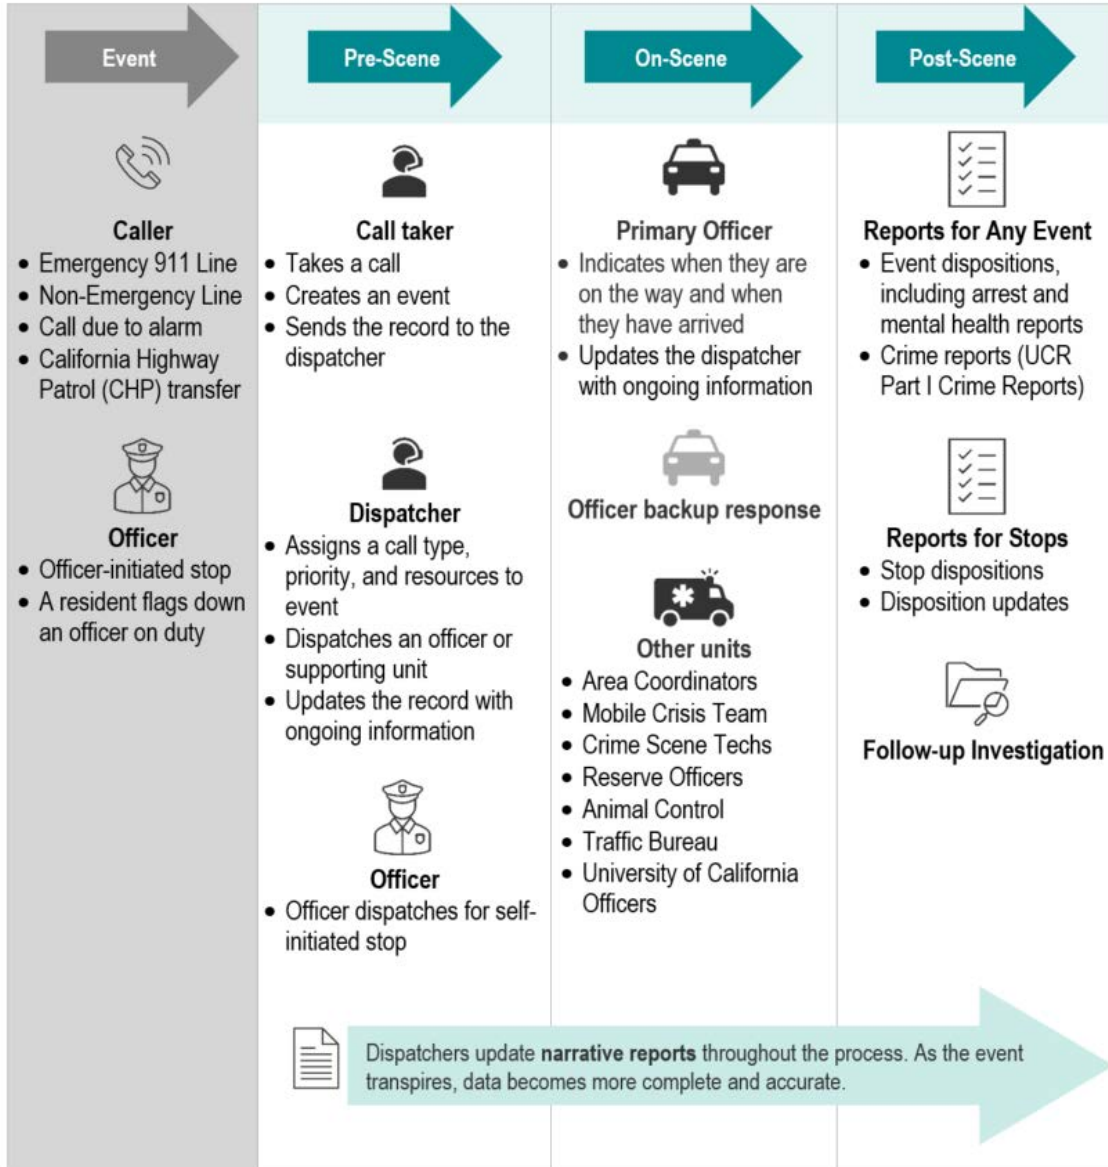 Event
Pre-Scene
On-Scene
Post-Scene
Caller
• Emergency 911 Line
• Non-Emergency Line
• Call due to alarm
• California Highway
Patrol (CHP) transfer
Officer
• Officer-initiated stop
• A resident flags down
an officer on duty
Call taker
• Takes a call
• Creates an event
• Sends the record to the
dispatcher
Dispatcher
• Assigns a call type,
priority, and resources to
event
• Dispatches an officer or
supporting unit
• Updates the record with
ongoing information
Officer
• Officer dispatches for self-
initiated stop
Primary Officer
• Indicates when they are
on the way and when
they have arrived
• Updates the dispatcher
with ongoing information
Officer backup response
Other units
• Area Coordinators
• Mobile Crisis Team
• Crime Scene Techs
• Reserve Officers
• Animal Control
• Traffic Bureau
• University of California
Officers
Reports for Any Event
• Event dispositions,
including arrest and
mental health reports
• Crime reports (UCR
Part I Crime Reports)
Reports for Stops
• Stop dispositions
• Disposition updates
Follow-up Investigation
Dispatchers update narrative reports throughout the process. As the event
transpires, data becomes more complete and accurate.